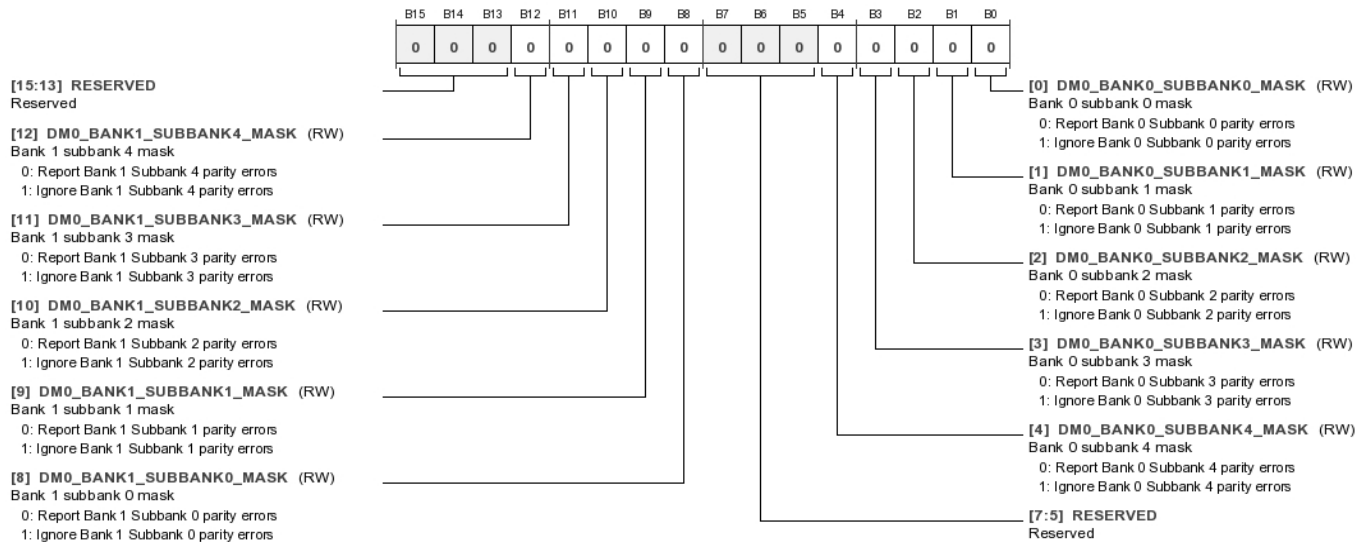 B15 B14 B13 B12 B11 B10 B9 B8 B7 B6 B5 B4 B3 B2 B1 B0
0 0 0 0 0 0 0 0 0 0 0 0 0 0 0 0
[15:13] RESERVED
Reserved
[12] DM0_BANK1_SUBBANK4_MASK (RW)
Bank 1 subbank 4 mask
0: Report Bank 1 Subbank 4 parity errors
1: Ignore Bank 1 Subbank 4 parity errors
[11] DM0_BANK1_SUBBANK3_MASK (RW)
Bank 1 subbank 3 mask
0: Report Bank 1 Subbank 3 parity errors
1: Ignore Bank 1 Subbank 3 parity errors
[10] DM0_BANK1_SUBBANK2_MASK (RW)
Bank 1 subbank 2 mask
0: Report Bank 1 Subbank 2 parity errors
1: Ignore Bank 1 Subbank 2 parity errors
[9] DM0_BANK1_SUBBANK1_MASK (RW)
Bank 1 subbank 1 mask
0: Report Bank 1 Subbank 1 parity errors
1: Ignore Bank 1 Subbank 1 parity errors
[8] DM0_BANK1_SUBBANK0_MASK (RW)
Bank 1 subbank 0 mask
0: Report Bank 1 Subbank 0 parity errors
1: Ignore Bank 1 Subbank 0 parity errors
[0] DM0_BANK0_SUBBANK0_MASK (RW)
Bank 0 subbank 0 mask
0: Report Bank 0 Subbank 0 parity errors
1: Ignore Bank 0 Subbank 0 parity errors
[1] DM0_BANK0_SUBBANK1_MASK (RW)
Bank 0 subbank 1 mask
0: Report Bank 0 Subbank 1 parity errors
1: Ignore Bank 0 Subbank 1 parity errors
[2] DM0_BANK0_SUBBANK2_MASK (RW)
Bank 0 subbank 2 mask
0: Report Bank 0 Subbank 2 parity errors
1: Ignore Bank 0 Subbank 2 parity errors
[3] DM0_BANK0_SUBBANK3_MASK (RW)
Bank 0 subbank 3 mask
0: Report Bank 0 Subbank 3 parity errors
1: Ignore Bank 0 Subbank 3 parity errors
[4] DM0_BANK0_SUBBANK4_MASK (RW)
Bank 0 subbank 4 mask
0: Report Bank 0 Subbank 4 parity errors
1: Ignore Bank 0 Subbank 4 parity errors
[7:5] RESERVED
Reserved